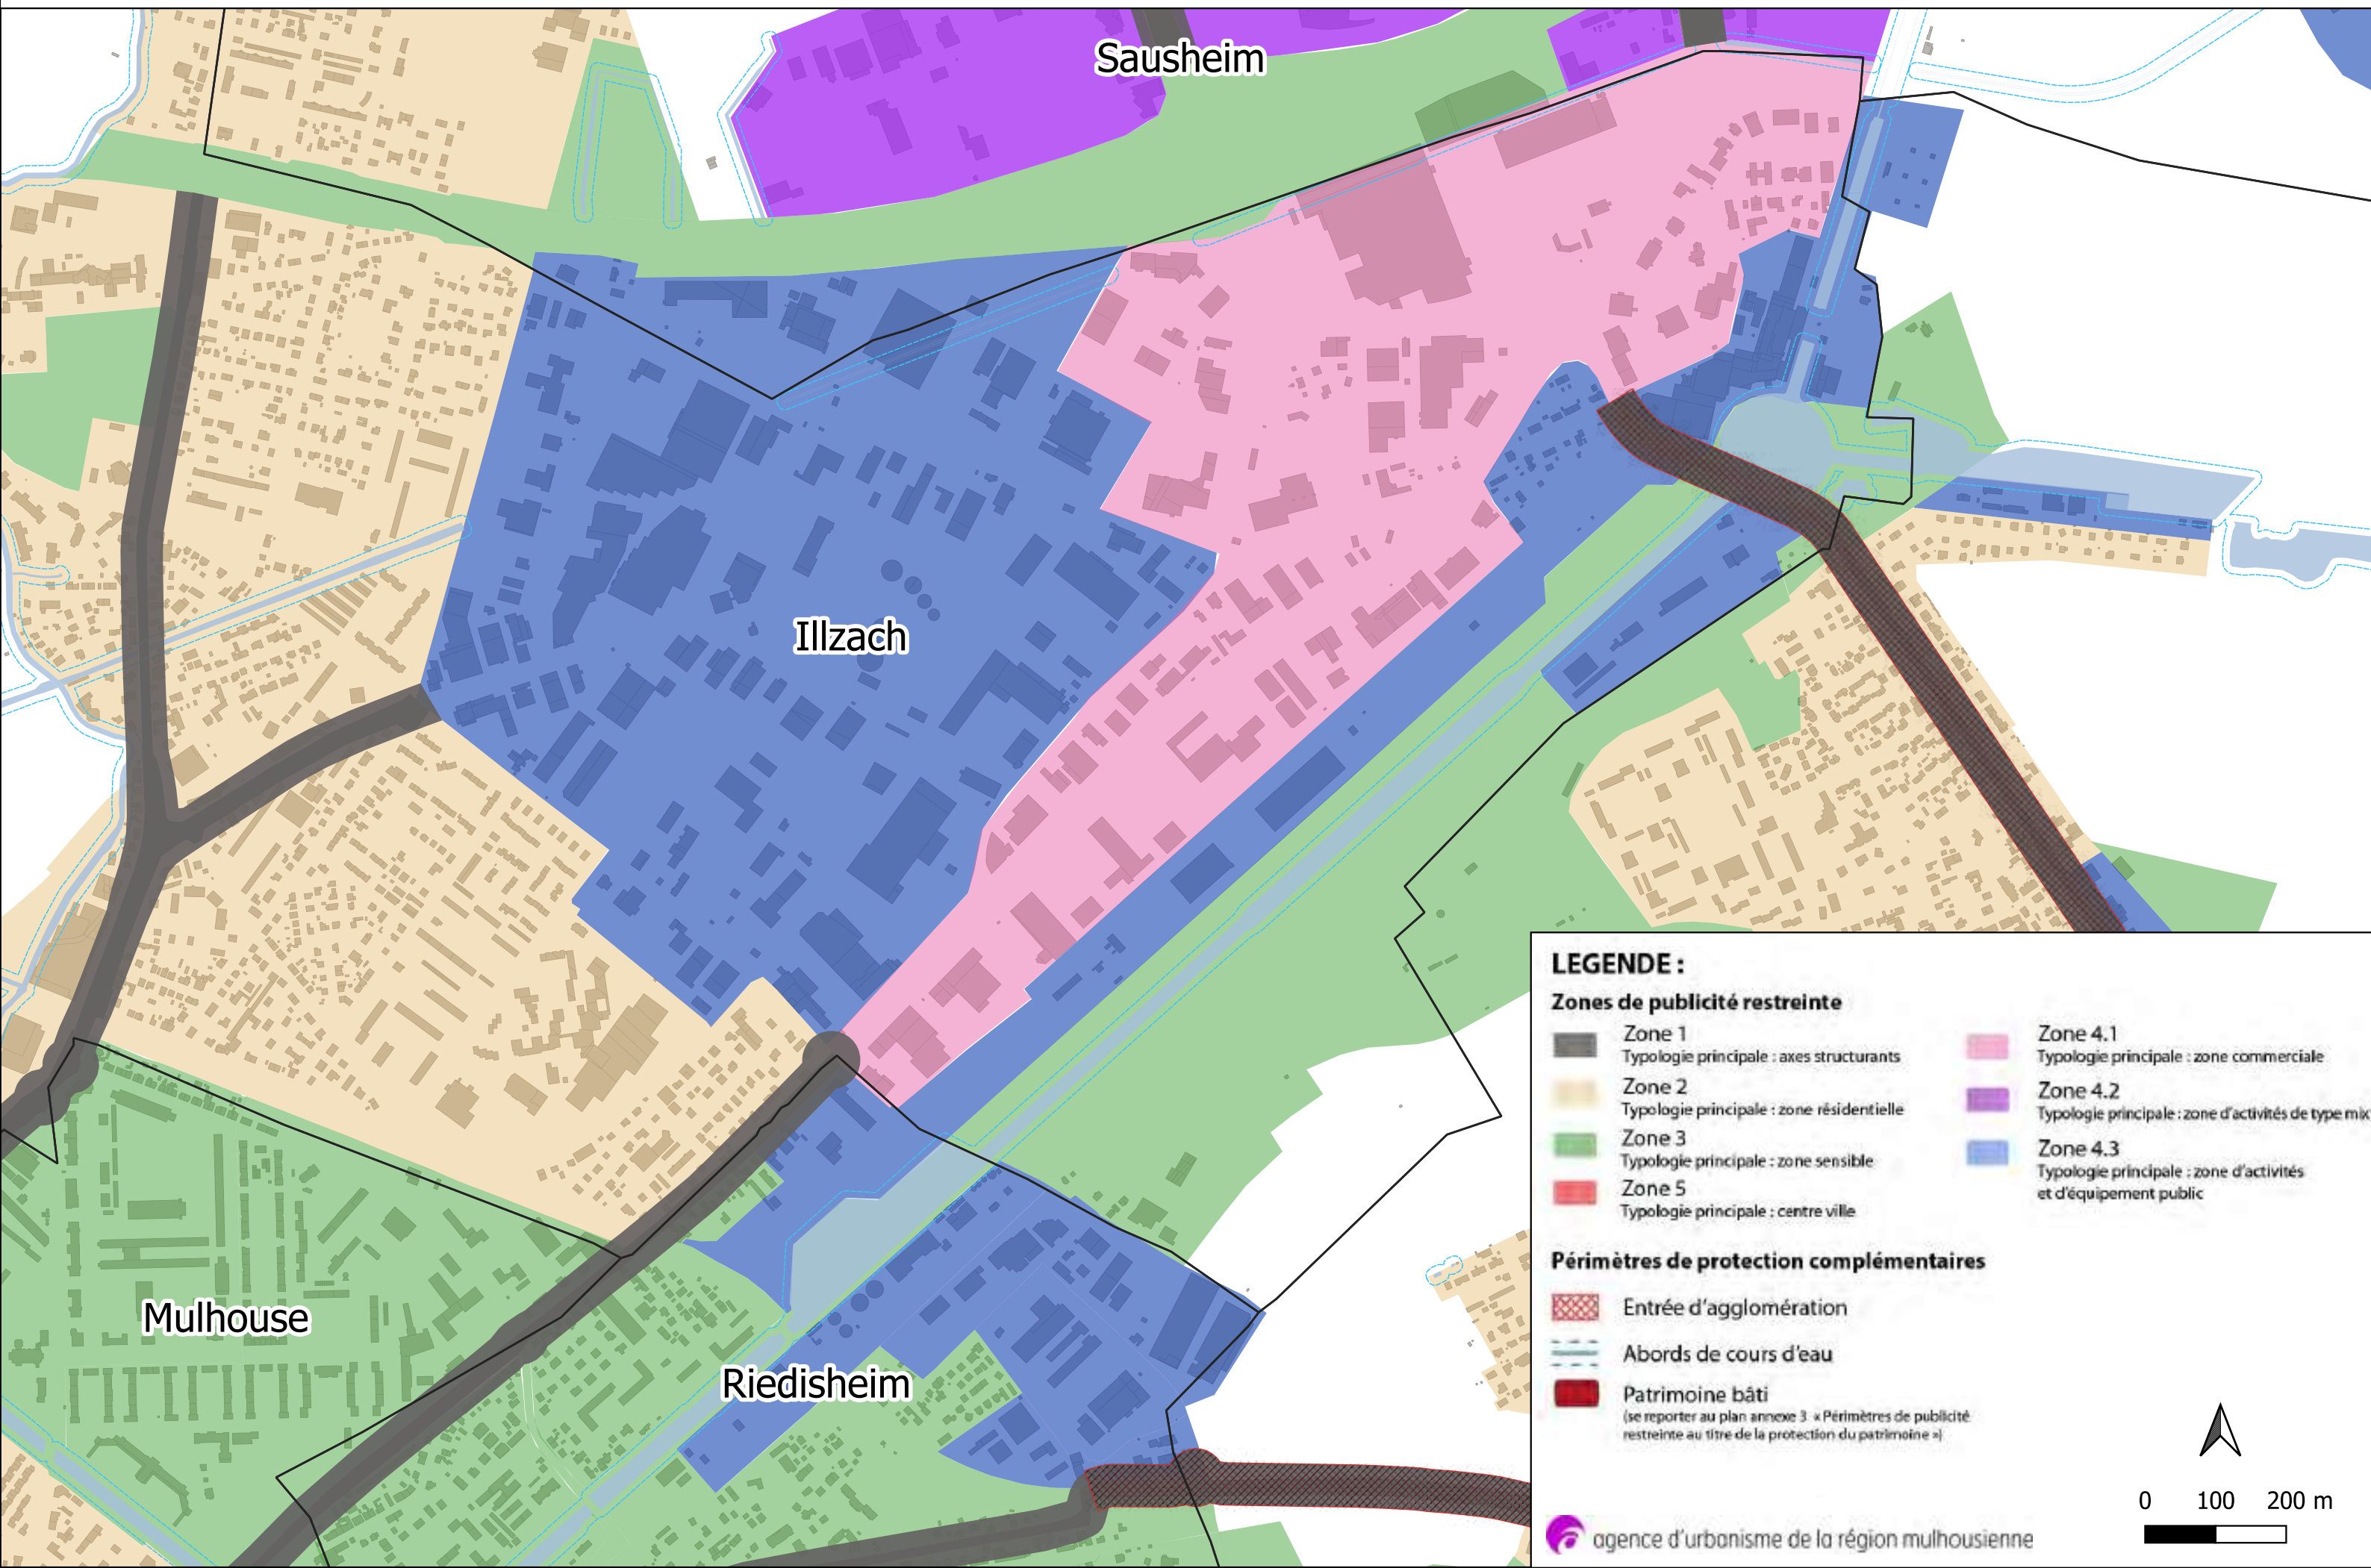 Sausheim
Illzach
Mulhouse
Riedisheim
LEGENDE :
Zones de publicité restreinte
Zone 1
Typologie principale : axes structurants
Zone 2
Typologie principale : zone résidentielle
Zone 3
Typologie principale : zone sensible
Zone 5
Typologie principale : centre ville
Zone 4.1
Typologie principale : zone commerciale
Zone 4.2
Typologie principale : zone d'activités de type mix
Zone 4.3
Typologie principale : zone d'activités
et d'équipement public
Périmètres de protection complémentaires
Entrée d'agglomération
Abords de cours d'eau
Patrimoine bâti
(se reporter au plan annexe 3 « Périmètres de publicité
restreinte au titre de la protection du patrimoine »)
0 100 200 m
agence d'urbanisme de la région mulhousienne